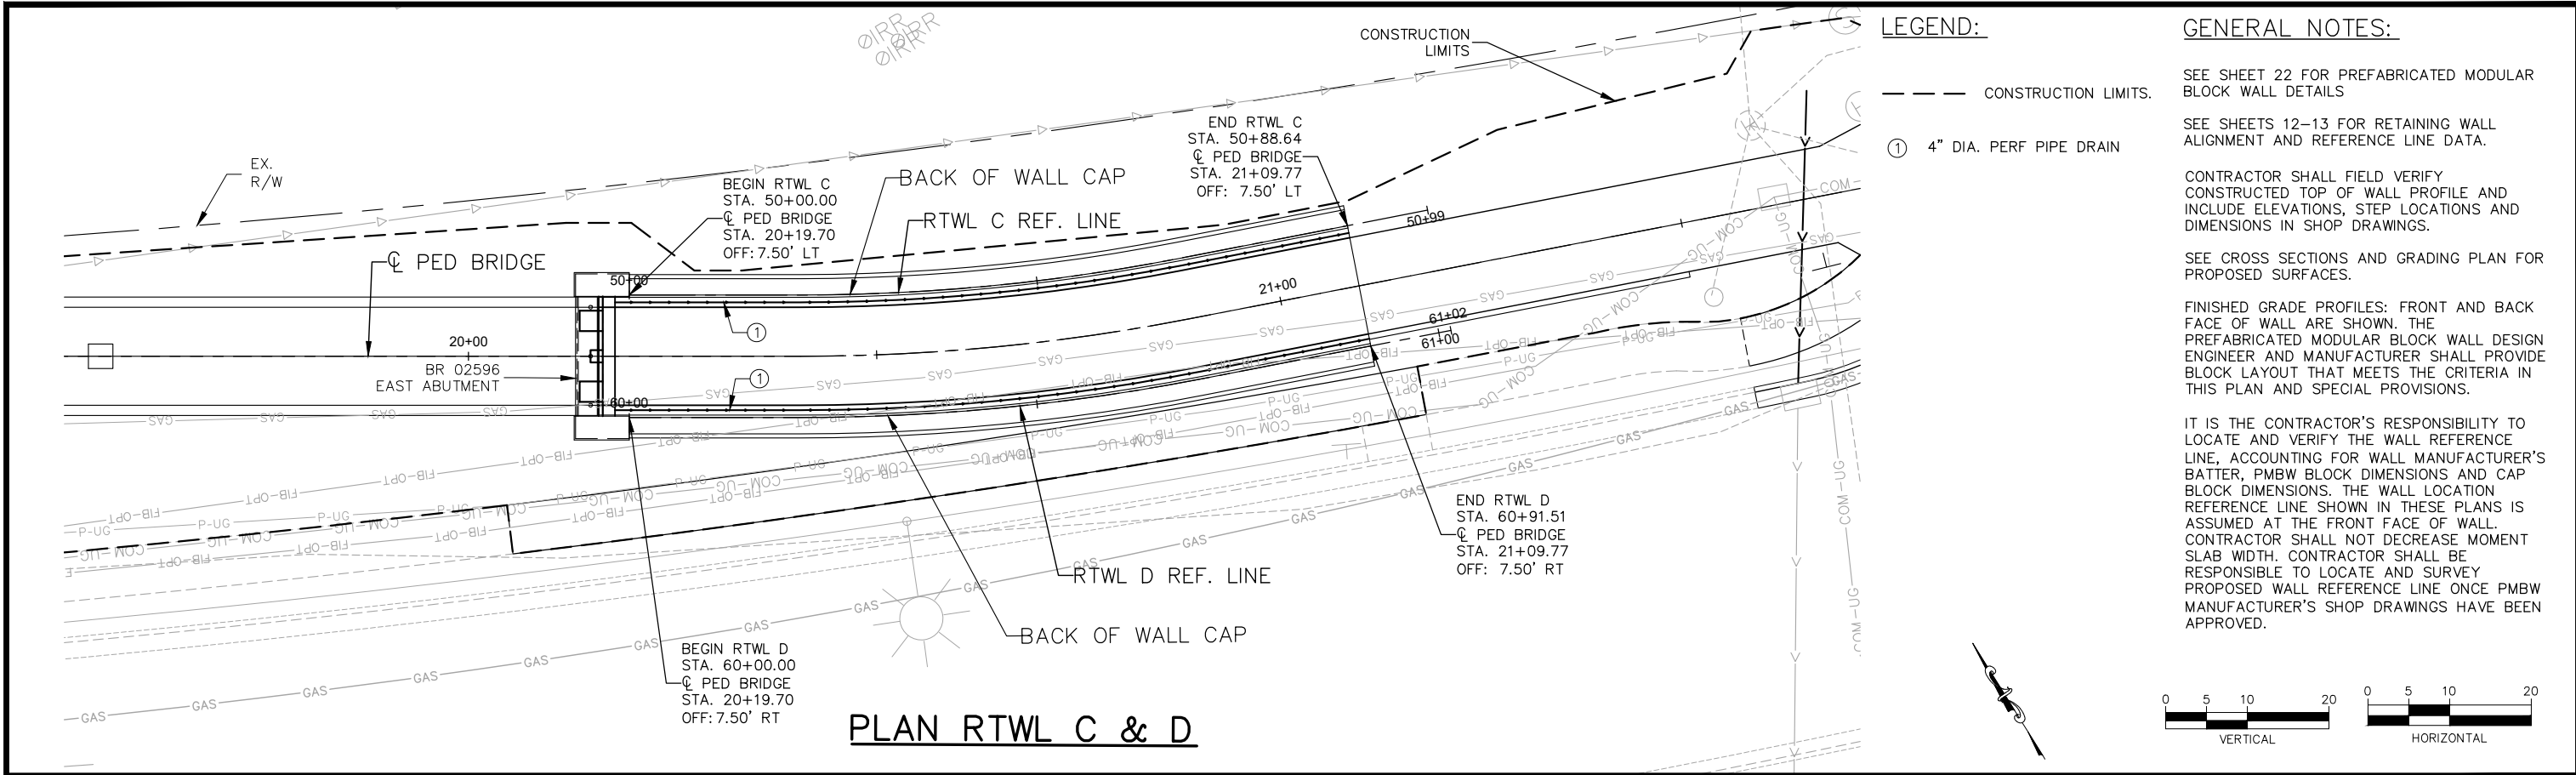 PLAN RTWL C & D
EX.
R/W
℄ PED BRIDGE
20+00
BR 02596
EAST ABUTMENT
50+00
60+00
BEGIN RTWL C
STA. 50+00.00
℄ PED BRIDGE
STA. 20+19.70
OFF: 7.50' LT
BACK OF WALL CAP
RTWL C REF. LINE
END RTWL C
STA. 50+88.64
℄ PED BRIDGE
STA. 21+09.77
OFF: 7.50' LT
CONSTRUCTION
LIMITS
50+99
21+00
61+02
61+00
1
1
BEGIN RTWL D
STA. 60+00.00
℄ PED BRIDGE
STA. 20+19.70
OFF: 7.50' RT
BACK OF WALL CAP
RTWL D REF. LINE
END RTWL D
STA. 60+91.51
℄ PED BRIDGE
STA. 21+09.77
OFF: 7.50' RT
ØIRR
ØIRR
ØIRR
GAS
FIB-OPT
P-UG
COM-UG
LEGEND:
CONSTRUCTION LIMITS.
1 4" DIA. PERF PIPE DRAIN
GENERAL NOTES:
SEE SHEET 22 FOR PREFABRICATED MODULAR
BLOCK WALL DETAILS
SEE SHEETS 12-13 FOR RETAINING WALL
ALIGNMENT AND REFERENCE LINE DATA.
CONTRACTOR SHALL FIELD VERIFY
CONSTRUCTED TOP OF WALL PROFILE AND
INCLUDE ELEVATIONS, STEP LOCATIONS AND
DIMENSIONS IN SHOP DRAWINGS.
SEE CROSS SECTIONS AND GRADING PLAN FOR
PROPOSED SURFACES.
FINISHED GRADE PROFILES: FRONT AND BACK
FACE OF WALL ARE SHOWN. THE
PREFABRICATED MODULAR BLOCK WALL DESIGN
ENGINEER AND MANUFACTURER SHALL PROVIDE
BLOCK LAYOUT THAT MEETS THE CRITERIA IN
THIS PLAN AND SPECIAL PROVISIONS.
IT IS THE CONTRACTOR'S RESPONSIBILITY TO
LOCATE AND VERIFY THE WALL REFERENCE
LINE, ACCOUNTING FOR WALL MANUFACTURER'S
BATTER, PMBW BLOCK DIMENSIONS AND CAP
BLOCK DIMENSIONS. THE WALL LOCATION
REFERENCE LINE SHOWN IN THESE PLANS IS
ASSUMED AT THE FRONT FACE OF WALL.
CONTRACTOR SHALL NOT DECREASE MOMENT
SLAB WIDTH. CONTRACTOR SHALL BE
RESPONSIBLE TO LOCATE AND SURVEY
PROPOSED WALL REFERENCE LINE ONCE PMBW
MANUFACTURER'S SHOP DRAWINGS HAVE BEEN
APPROVED.
0 5 10 20
VERTICAL
0 5 10 20
HORIZONTAL